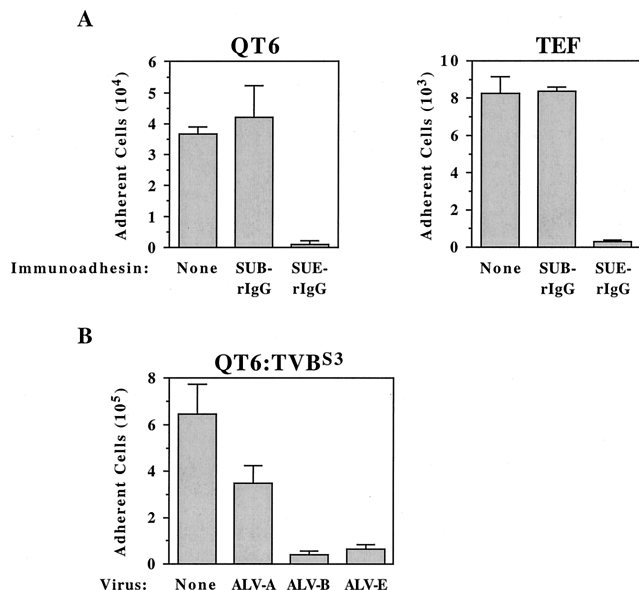 A
QT6
TEF
Adherent Cells (10⁴)
6
5
4
3
2
1
0
Adherent Cells (10³)
10
8
6
4
2
0
Immunoadhesin: None SUB-rIgG SUE-rIgG
None SUB-rIgG SUE-rIgG
B
QT6:TVBS3
Adherent Cells (10⁵)
8
6
4
2
0
Virus: None ALV-A ALV-B ALV-E